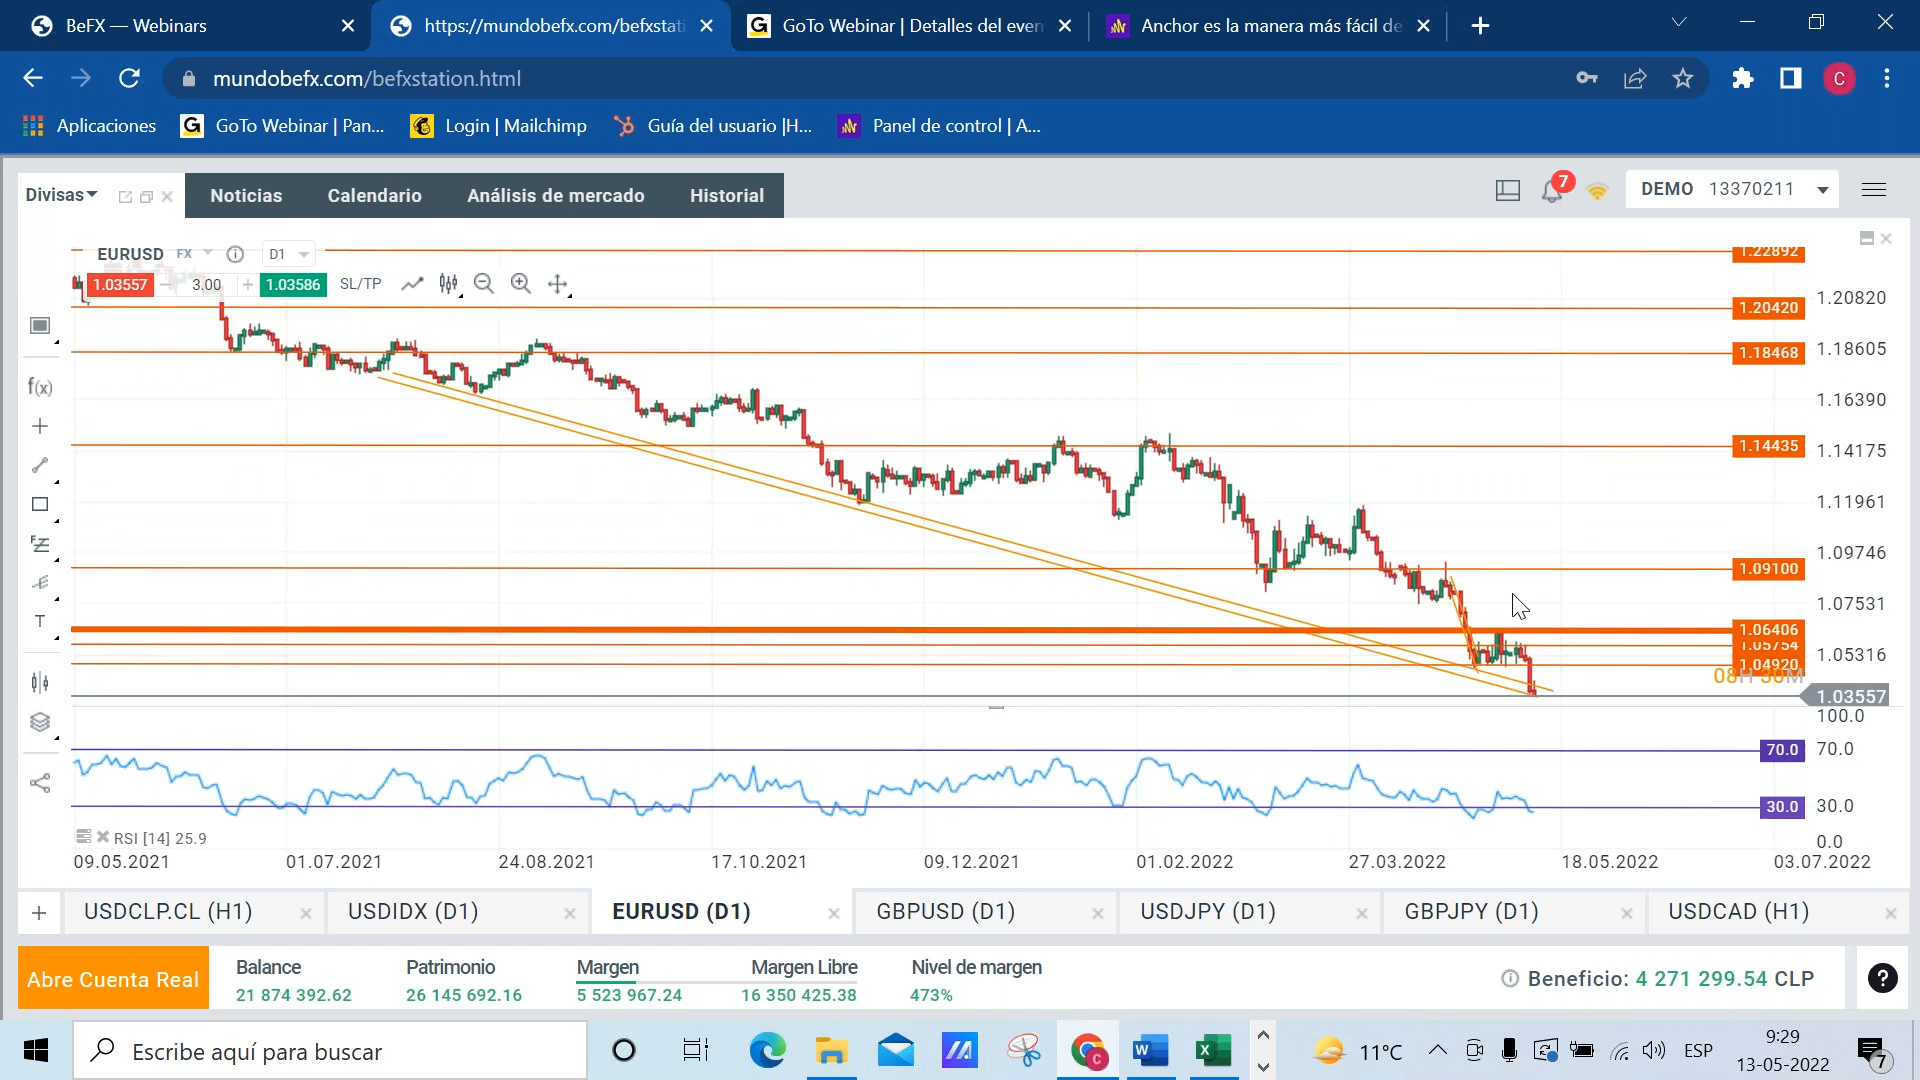 BeFX — Webinars
https://mundobefx.com/befxstati
GoTo Webinar | Detalles del even
Anchor es la manera más fácil de
mundobefx.com/befxstation.html
C
Aplicaciones
GoTo Webinar | Pan...
Login | Mailchimp
Guía del usuario |H...
Panel de control | A...
Divisas
Noticias
Calendario
Análisis de mercado
Historial
7
DEMO 13370211
EURUSD FX
D1
1.03557
3.00
1.03586
SL/TP
1.22892
1.20820
1.20420
1.18605
1.18468
1.16390
1.14435
1.14175
1.11961
1.09746
1.09100
1.07531
1.06406
1.05754
1.05316
1.04920
08H 30M
1.03557
f(x)
T
100.0
70.0
70.0
30.0
30.0
0.0
RSI [14] 25.9
09.05.2021
01.07.2021
24.08.2021
17.10.2021
09.12.2021
01.02.2022
27.03.2022
18.05.2022
03.07.2022
USDCLP.CL (H1)
USDIDX (D1)
EURUSD (D1)
GBPUSD (D1)
USDJPY (D1)
GBPJPY (D1)
USDCAD (H1)
Abre Cuenta Real
Balance
21 874 392.62
Patrimonio
26 145 692.16
Margen
5 523 967.24
Margen Libre
16 350 425.38
Nivel de margen
473%
Beneficio: 4 271 299.54 CLP
Escribe aquí para buscar
11°C
ESP
9:29
13-05-2022
7